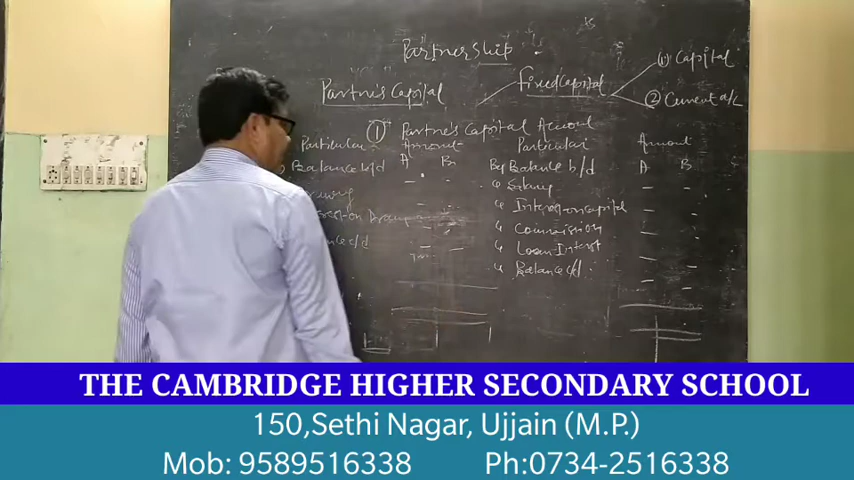 Partnership
Partner's Capital
fixed Capital
(1) Capital
(2) Current a/c
(1) Partner's Capital Account
Particular Amount Particular Amount
A B A B
Balance b/d By Balance b/d
" Salary
" Interest on capital
" Commission
" Loan Interest
" Balance c/d
THE CAMBRIDGE HIGHER SECONDARY SCHOOL
150,Sethi Nagar, Ujjain (M.P.)
Mob: 9589516338 Ph:0734-2516338